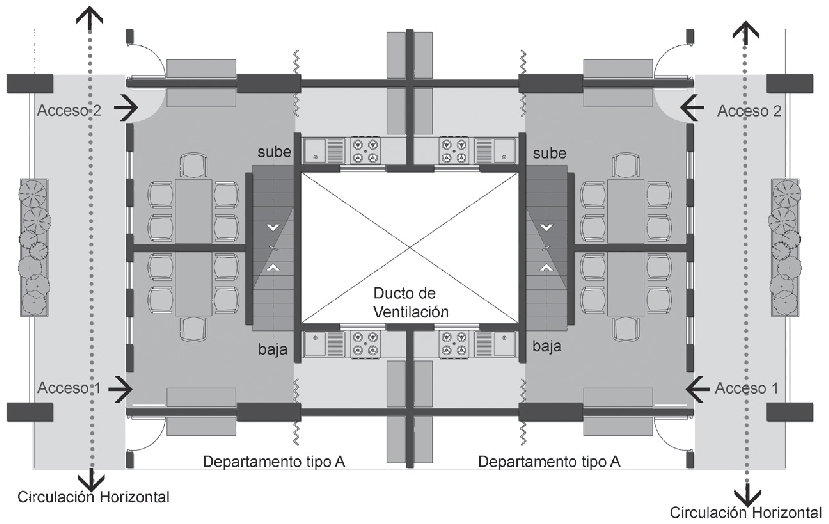 Acceso 2
Acceso 2
sube
sube
Ducto de
Ventilación
baja
baja
Acceso 1
Acceso 1
Departamento tipo A
Departamento tipo A
Circulación Horizontal
Circulación Horizontal